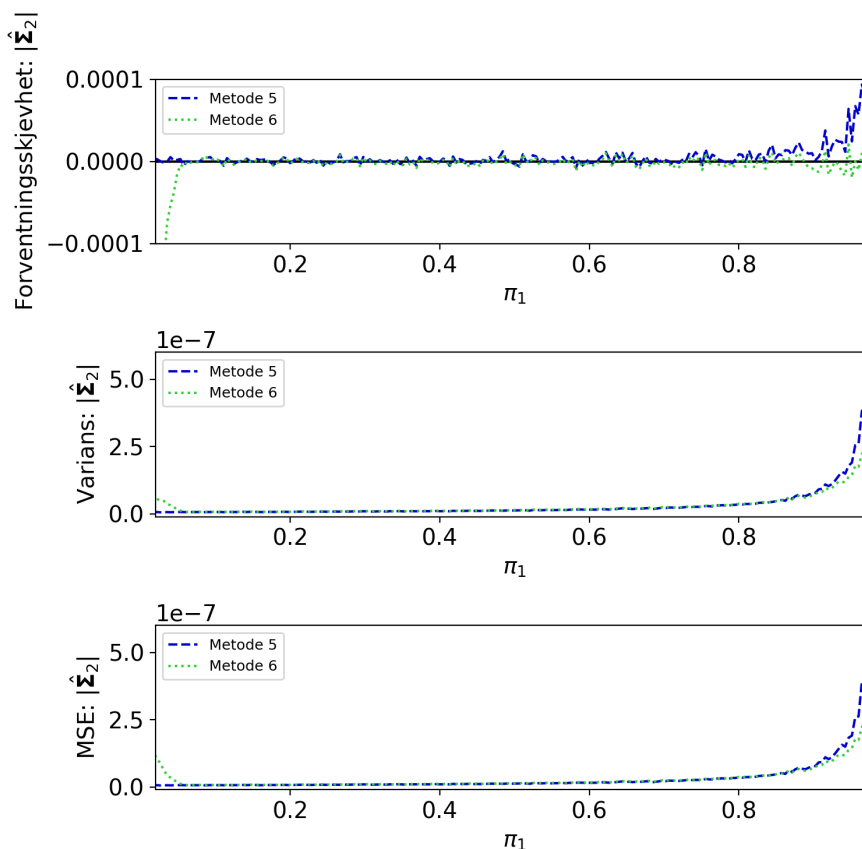 Forventningsskjevhet: |𝚺̂₂|
0.0001
0.0000
−0.0001
Metode 5
Metode 6
0.2 0.4 0.6 0.8
π₁
1e−7
Varians: |𝚺̂₂|
5.0
2.5
0.0
Metode 5
Metode 6
0.2 0.4 0.6 0.8
π₁
1e−7
MSE: |𝚺̂₂|
5.0
2.5
0.0
Metode 5
Metode 6
0.2 0.4 0.6 0.8
π₁